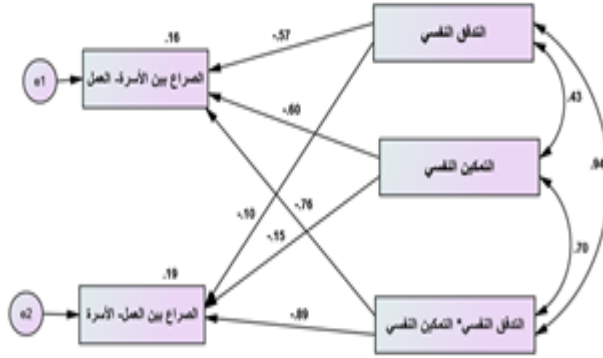 التدفق النفسي
.16
-.57
الصراع بين الأسرة- العمل
e1
.43
-.60
.94
التمكين النفسي
-.10
-.76
-.15
.70
.19
الصراع بين العمل- الأسرة
e2
-.89
التدفق النفسي* التمكين النفسي